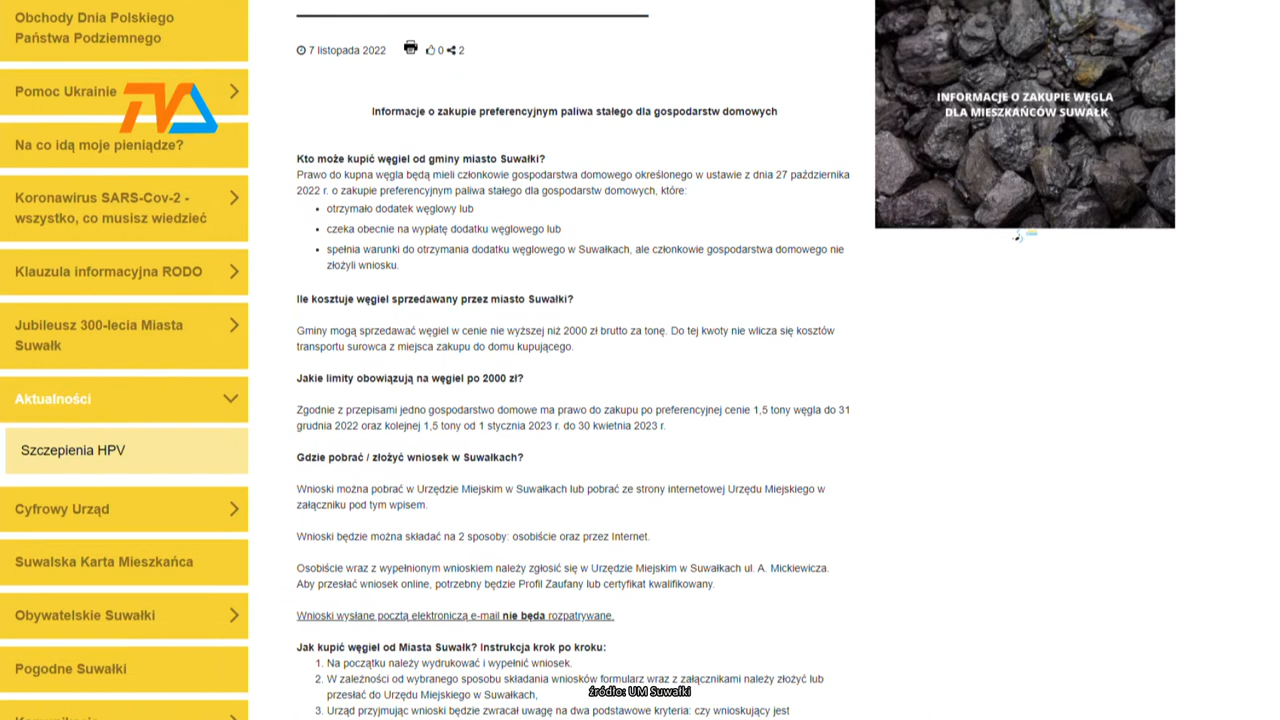 Obchody Dnia Polskiego
Państwa Podziemnego
Pomoc Ukrainie
TVA
Na co idą moje pieniądze?
Koronawirus SARS-Cov-2 -
wszystko, co musisz wiedzieć
Klauzula informacyjna RODO
Jubileusz 300-lecia Miasta
Suwałk
Aktualności
Szczepienia HPV
Cyfrowy Urząd
Suwalska Karta Mieszkańca
Obywatelskie Suwałki
Pogodne Suwałki
7 listopada 2022 0 2
Informacje o zakupie preferencyjnym paliwa stałego dla gospodarstw domowych
Kto może kupić węgiel od gminy miasto Suwałki?
Prawo do kupna węgla będą mieli członkowie gospodarstwa domowego określonego w ustawie z dnia 27 października
2022 r. o zakupie preferencyjnym paliwa stałego dla gospodarstw domowych, które:
• otrzymało dodatek węglowy lub
• czeka obecnie na wypłatę dodatku węglowego lub
• spełnia warunki do otrzymania dodatku węglowego w Suwałkach, ale członkowie gospodarstwa domowego nie
złożyli wniosku.
Ile kosztuje węgiel sprzedawany przez miasto Suwałki?
Gminy mogą sprzedawać węgiel w cenie nie wyższej niż 2000 zł brutto za tonę. Do tej kwoty nie wlicza się kosztów
transportu surowca z miejsca zakupu do domu kupującego.
Jakie limity obowiązują na węgiel po 2000 zł?
Zgodnie z przepisami jedno gospodarstwo domowe ma prawo do zakupu po preferencyjnej cenie 1,5 tony węgla do 31
grudnia 2022 oraz kolejnej 1,5 tony od 1 stycznia 2023 r. do 30 kwietnia 2023 r.
Gdzie pobrać / złożyć wniosek w Suwałkach?
Wnioski można pobrać w Urzędzie Miejskim w Suwałkach lub pobrać ze strony internetowej Urzędu Miejskiego w
załączniku pod tym wpisem.
Wnioski będzie można składać na 2 sposoby: osobiście oraz przez Internet.
Osobiście wraz z wypełnionym wnioskiem należy zgłosić się w Urzędzie Miejskim w Suwałkach ul. A. Mickiewicza.
Aby przesłać wniosek online, potrzebny będzie Profil Zaufany lub certyfikat kwalifikowany.
Wnioski wysłane pocztą elektroniczą e-mail nie będą rozpatrywane.
Jak kupić węgiel od Miasta Suwałk? Instrukcja krok po kroku:
1. Na początku należy wydrukować i wypełnić wniosek.
2. W zależności od wybranego sposobu składania wniosków formularz wraz z załącznikami należy złożyć lub
przesłać do Urzędu Miejskiego w Suwałkach,
3. Urząd przyjmując wnioski będzie zwracał uwagę na dwa podstawowe kryteria: czy wnioskujący jest
źródło: UM Suwałki
INFORMACJE O ZAKUPIE WĘGLA
DLA MIESZKAŃCÓW SUWAŁK